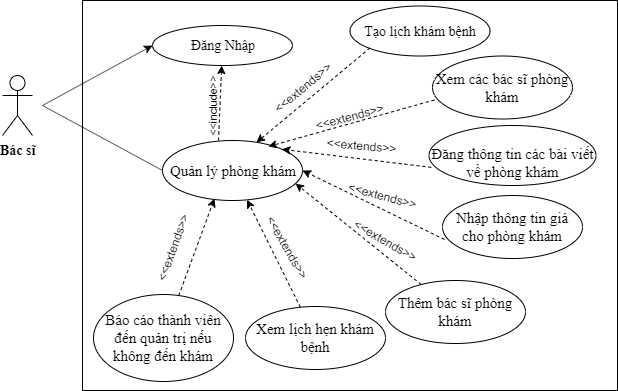 Tạo lịch khám bệnh
Đăng Nhập
<<extends>>
Xem các bác sĩ phòng
khám
<<include>>
<<extends>>
Bác sĩ
<<extends>>
Đăng thông tin các bài viết
về phòng khám
Quản lý phòng khám
<<extends>>
Nhập thông tin giá
cho phòng khám
<<extends>>
<<extends>>
<<extends>>
Thêm bác sĩ phòng
khám
Báo cáo thành viên
đến quản trị nếu
không đến khám
Xem lịch hẹn khám
bệnh